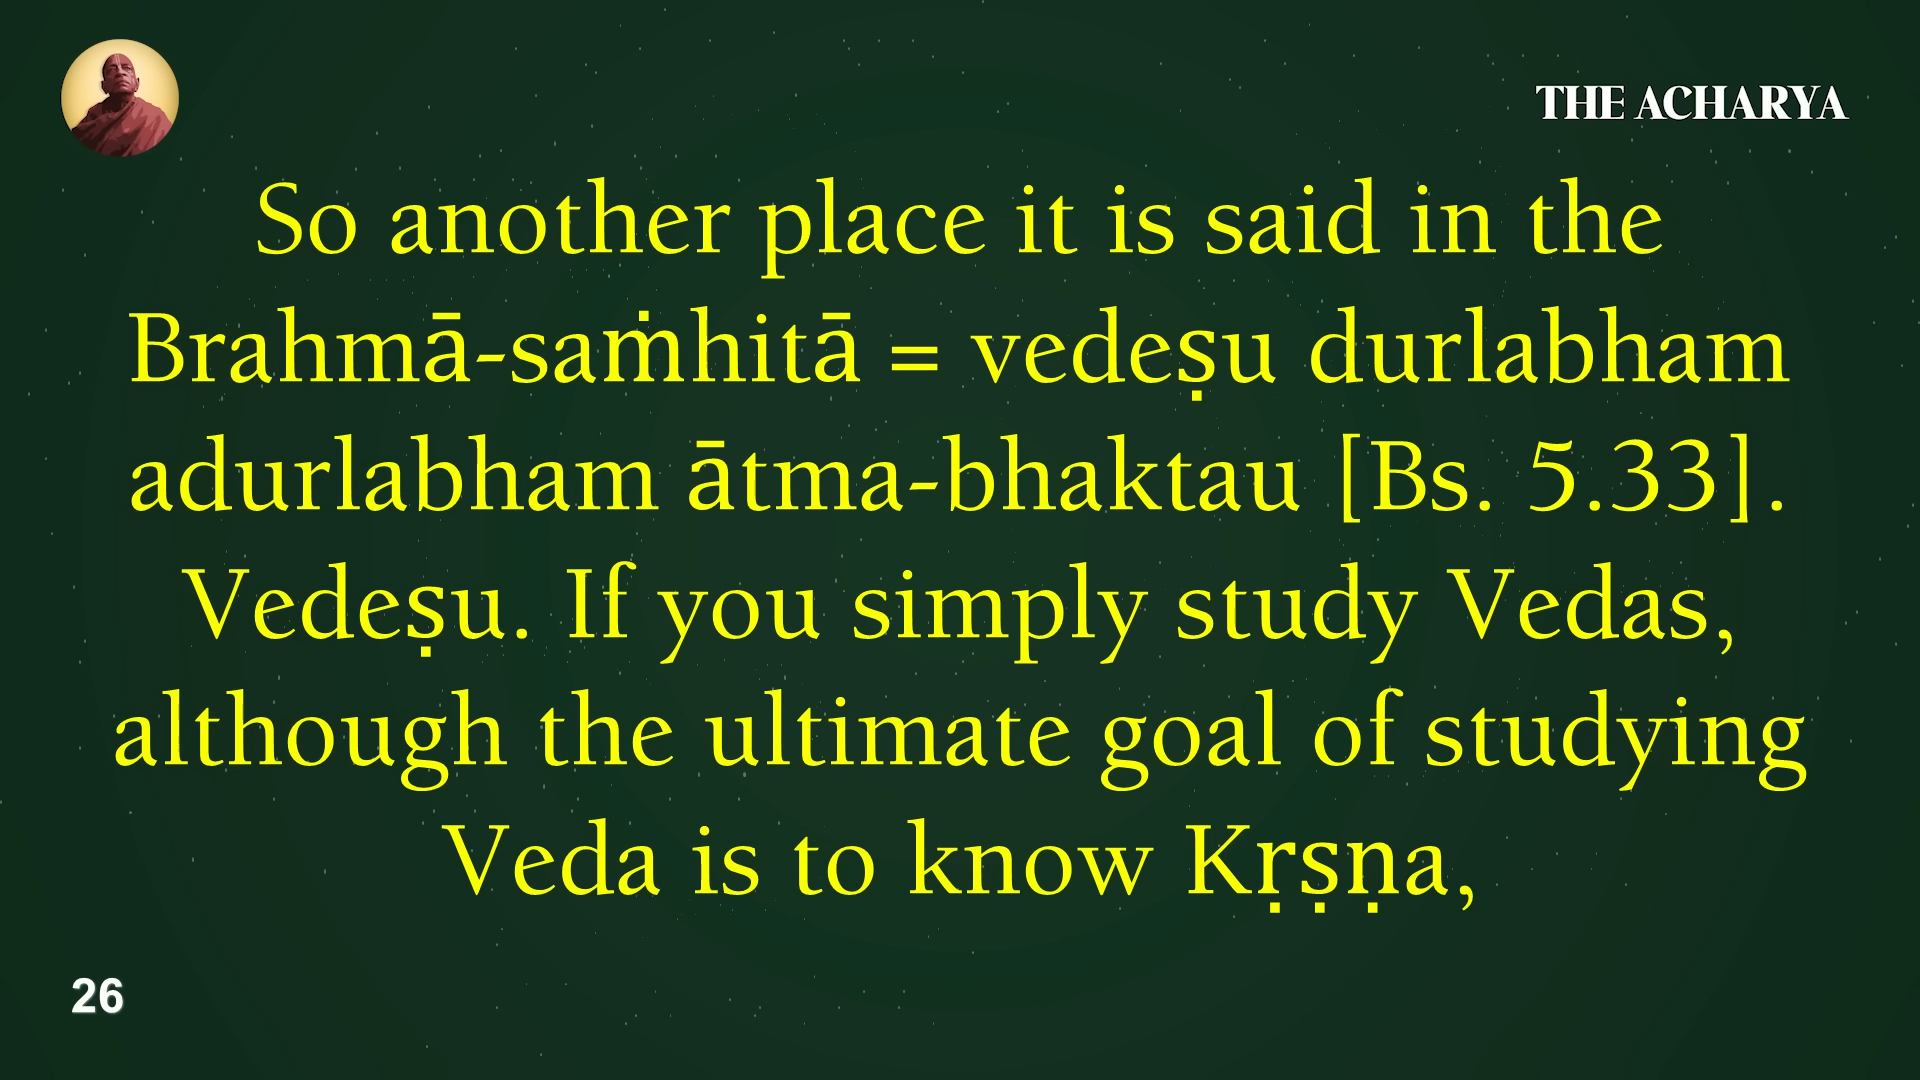 THE ACHARYA
So another place it is said in the
Brahmā-saṁhitā = vedeṣu durlabham
adurlabham ātma-bhaktau [Bs. 5.33].
Vedeṣu. If you simply study Vedas,
although the ultimate goal of studying
Veda is to know Kṛṣṇa,
26